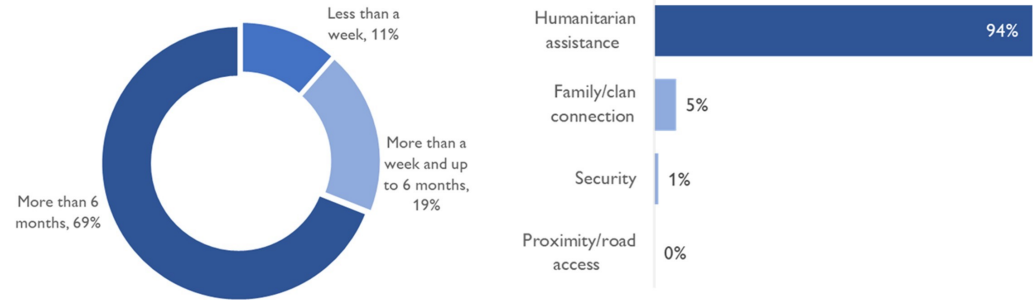 Less than a
week, 11%
More than a
week and up
to 6 months,
19%
More than 6
months, 69%
Humanitarian
assistance
94%
Family/clan
connection
5%
Security
1%
Proximity/road
access
0%